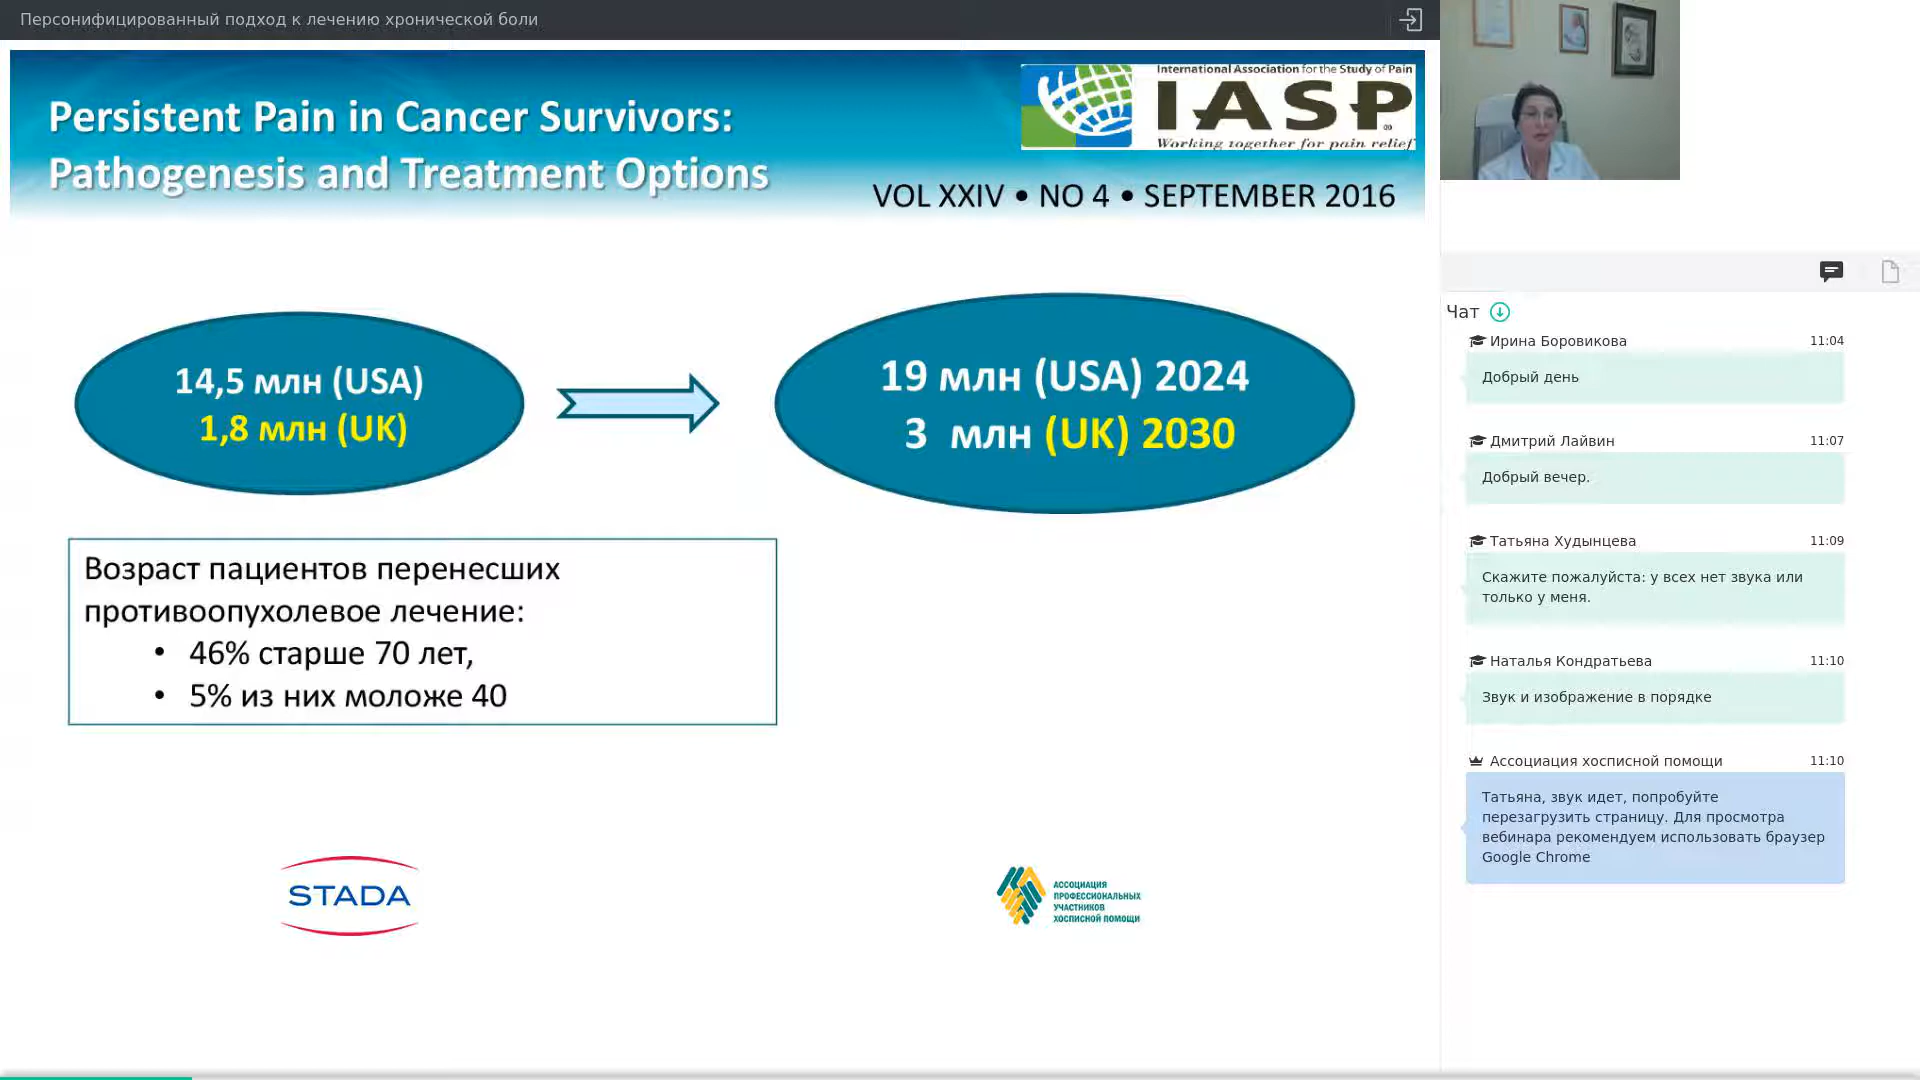 Персонифицированный подход к лечению хронической боли
Persistent Pain in Cancer Survivors:
Pathogenesis and Treatment Options
International Association for the Study of Pain
IASP
Working together for pain relief
VOL XXIV • NO 4 • SEPTEMBER 2016
14,5 млн (USA)
1,8 млн (UK)
19 млн (USA) 2024
3 млн (UK) 2030
Возраст пациентов перенесших
противоопухолевое лечение:
• 46% старше 70 лет,
• 5% из них моложе 40
STADA
АССОЦИАЦИЯ
ПРОФЕССИОНАЛЬНЫХ
УЧАСТНИКОВ
ХОСПИСНОЙ ПОМОЩИ
Чат
Ирина Боровикова 11:04
Добрый день
Дмитрий Лайвин 11:07
Добрый вечер.
Татьяна Худынцева 11:09
Скажите пожалуйста: у всех нет звука или
только у меня.
Наталья Кондратьева 11:10
Звук и изображение в порядке
Ассоциация хосписной помощи 11:10
Татьяна, звук идет, попробуйте
перезагрузить страницу. Для просмотра
вебинара рекомендуем использовать браузер
Google Chrome